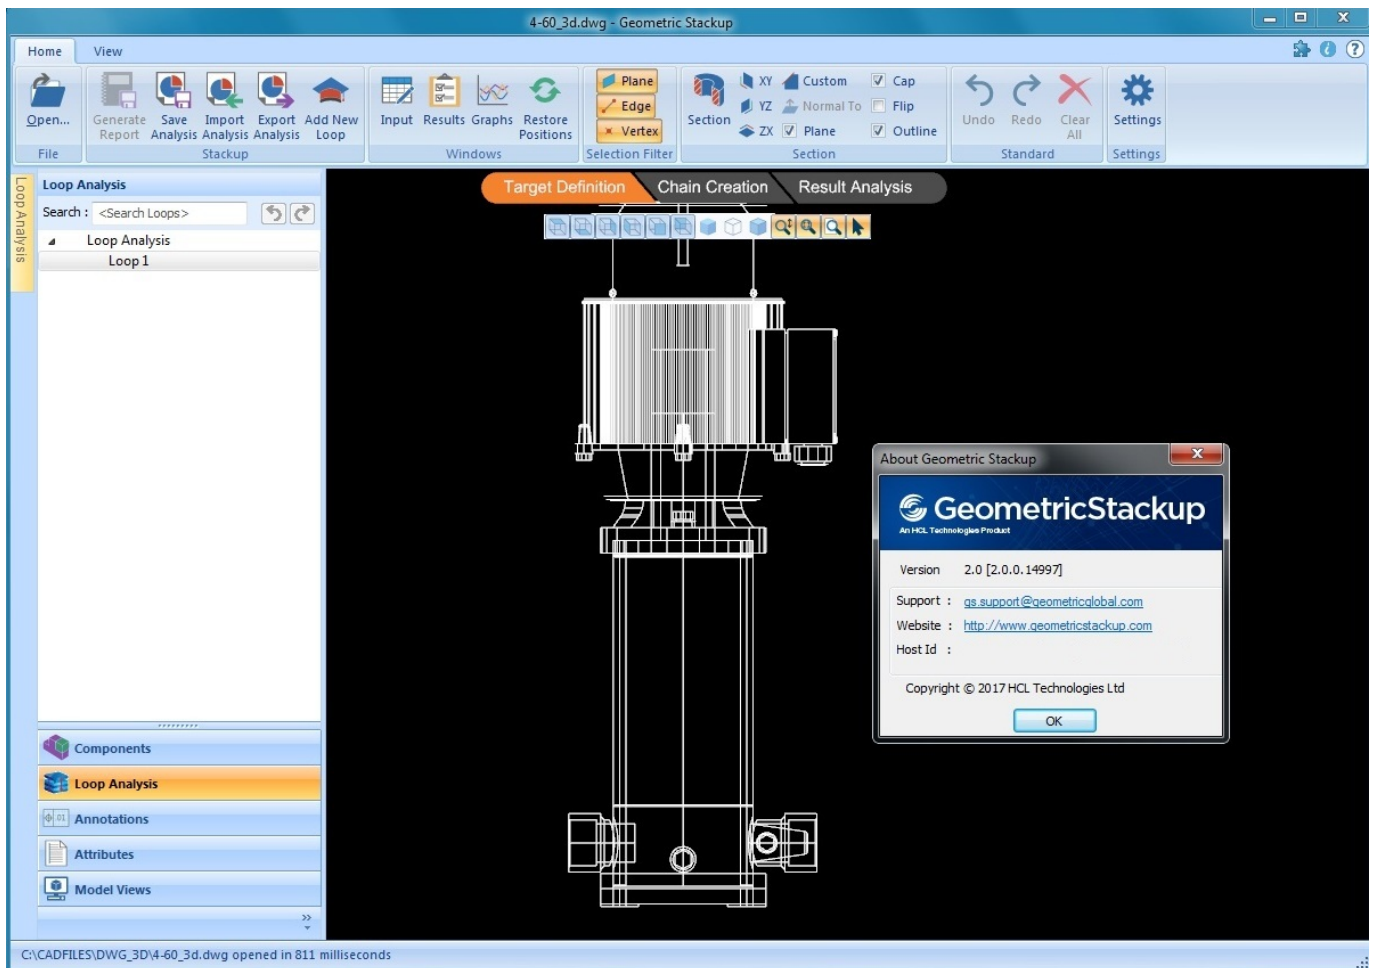 4-60_3d.dwg - Geometric Stackup
Home View
Open...
Generate Report
Save Analysis
Import Analysis
Export Analysis
Add New Loop
Input
Results
Graphs
Restore Positions
Plane
Edge
Vertex
Section
XY
YZ
ZX
Custom
Normal To
Plane
Cap
Flip
Outline
Undo
Redo
Clear All
Settings
File Stackup Windows Selection Filter Section Standard Settings
Loop Analysis
Loop Analysis
Search : <Search Loops>
Loop Analysis
Loop 1
Target Definition Chain Creation Result Analysis
About Geometric Stackup
GeometricStackup
An HCL Technologies Product
Version 2.0 [2.0.0.14997]
Support : gs.support@geometricglobal.com
Website : http://www.geometricstackup.com
Host Id :
Copyright © 2017 HCL Technologies Ltd
OK
Components
Loop Analysis
01 Annotations
Attributes
Model Views
C:\CADFILES\DWG_3D\4-60_3d.dwg opened in 811 milliseconds